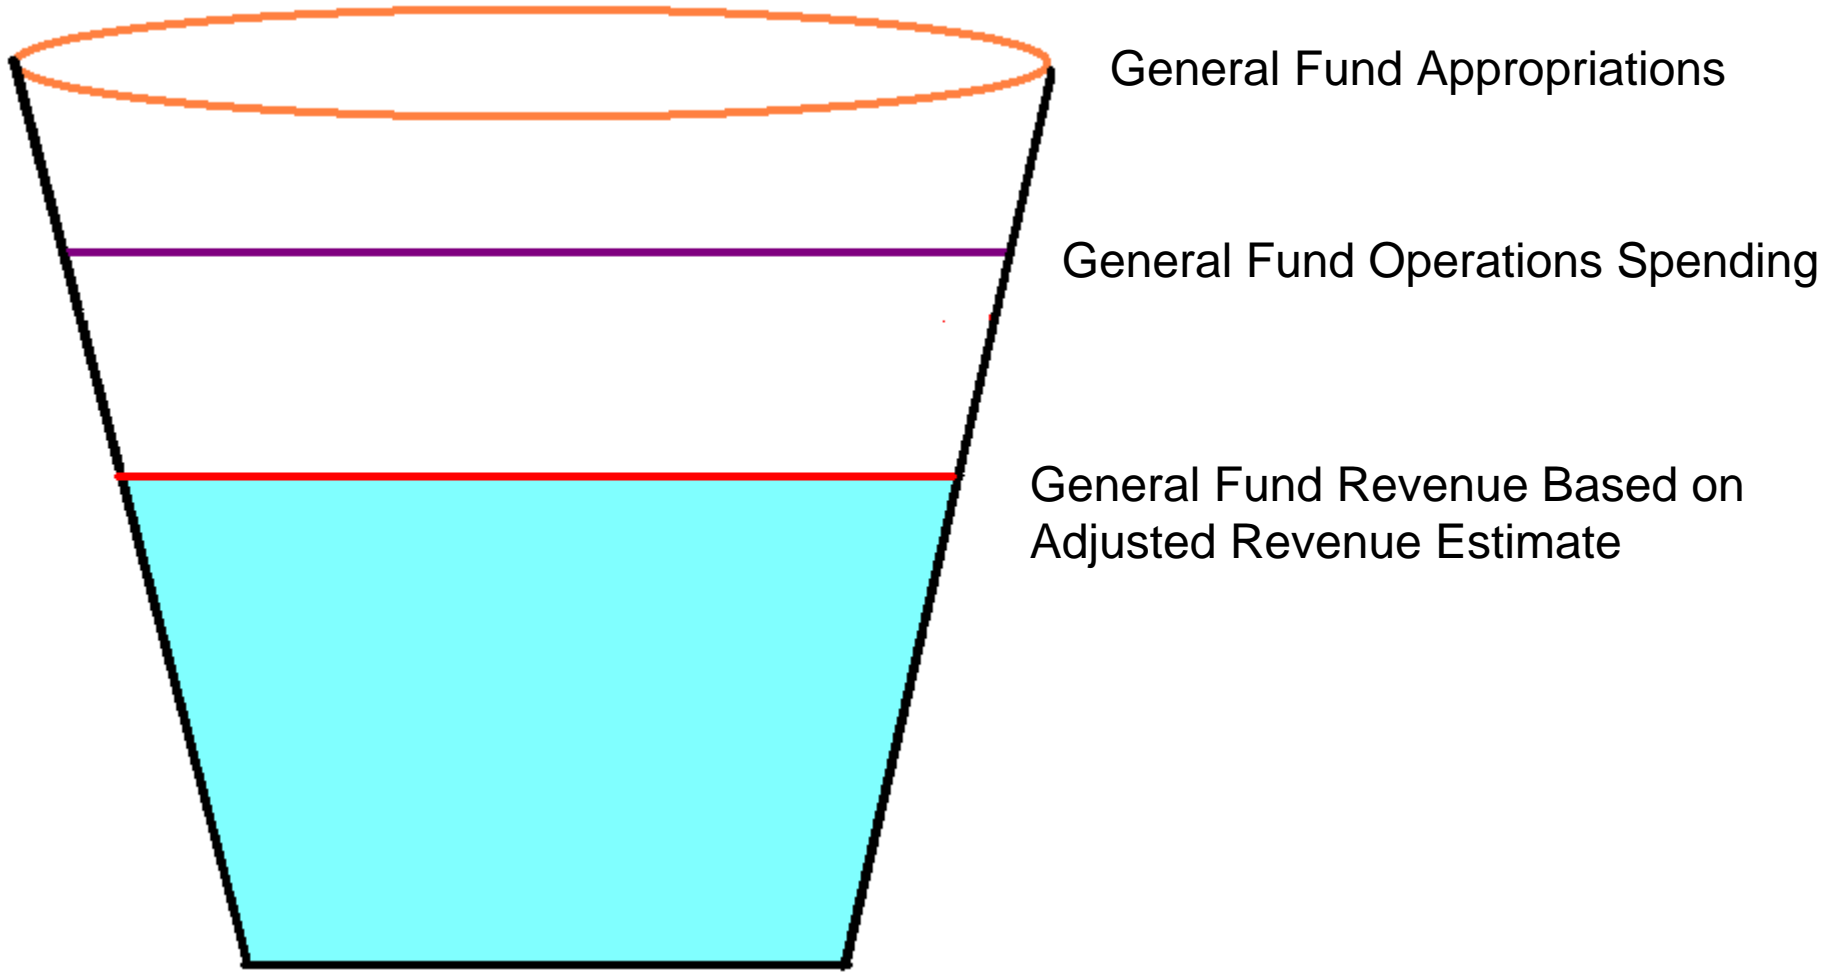 General Fund Appropriations
General Fund Operations Spending
General Fund Revenue Based on
Adjusted Revenue Estimate